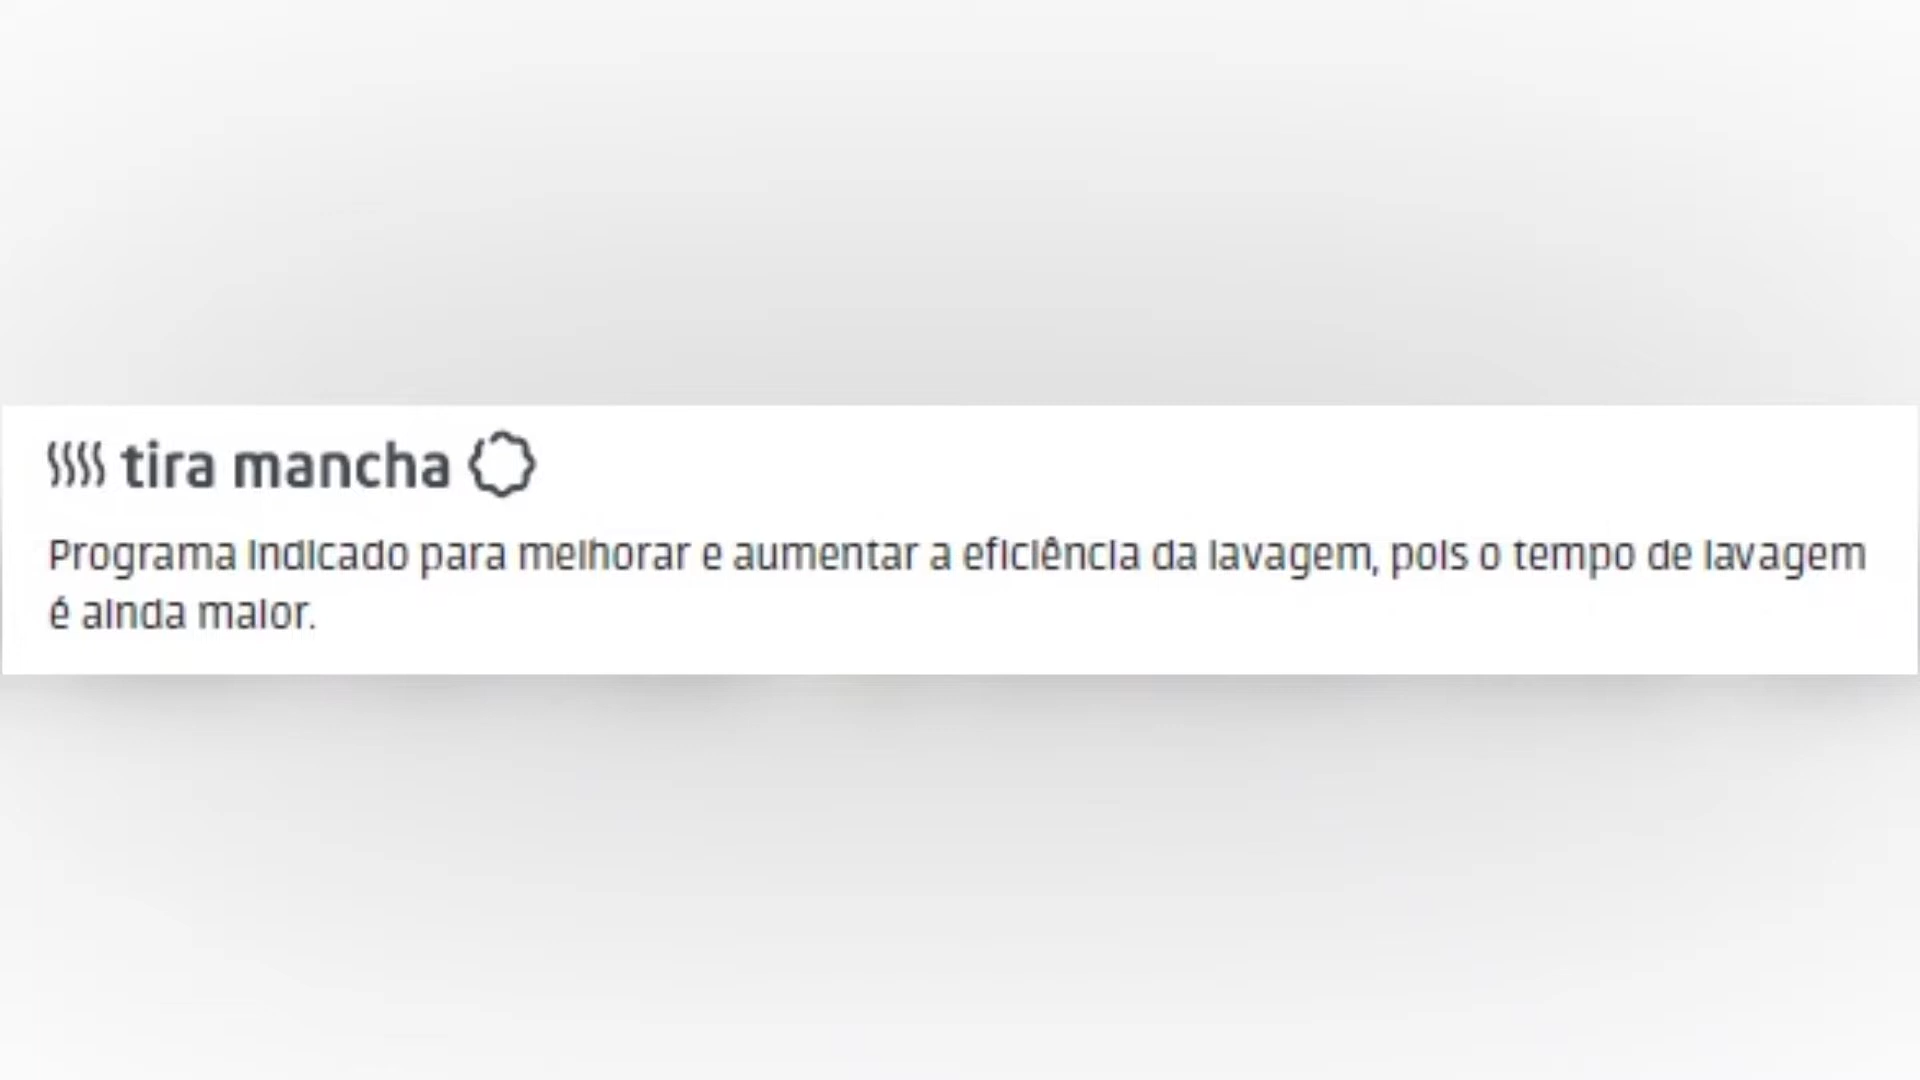 tira mancha
Programa indicado para melhorar e aumentar a eficiência da lavagem, pois o tempo de lavagem
é ainda maior.